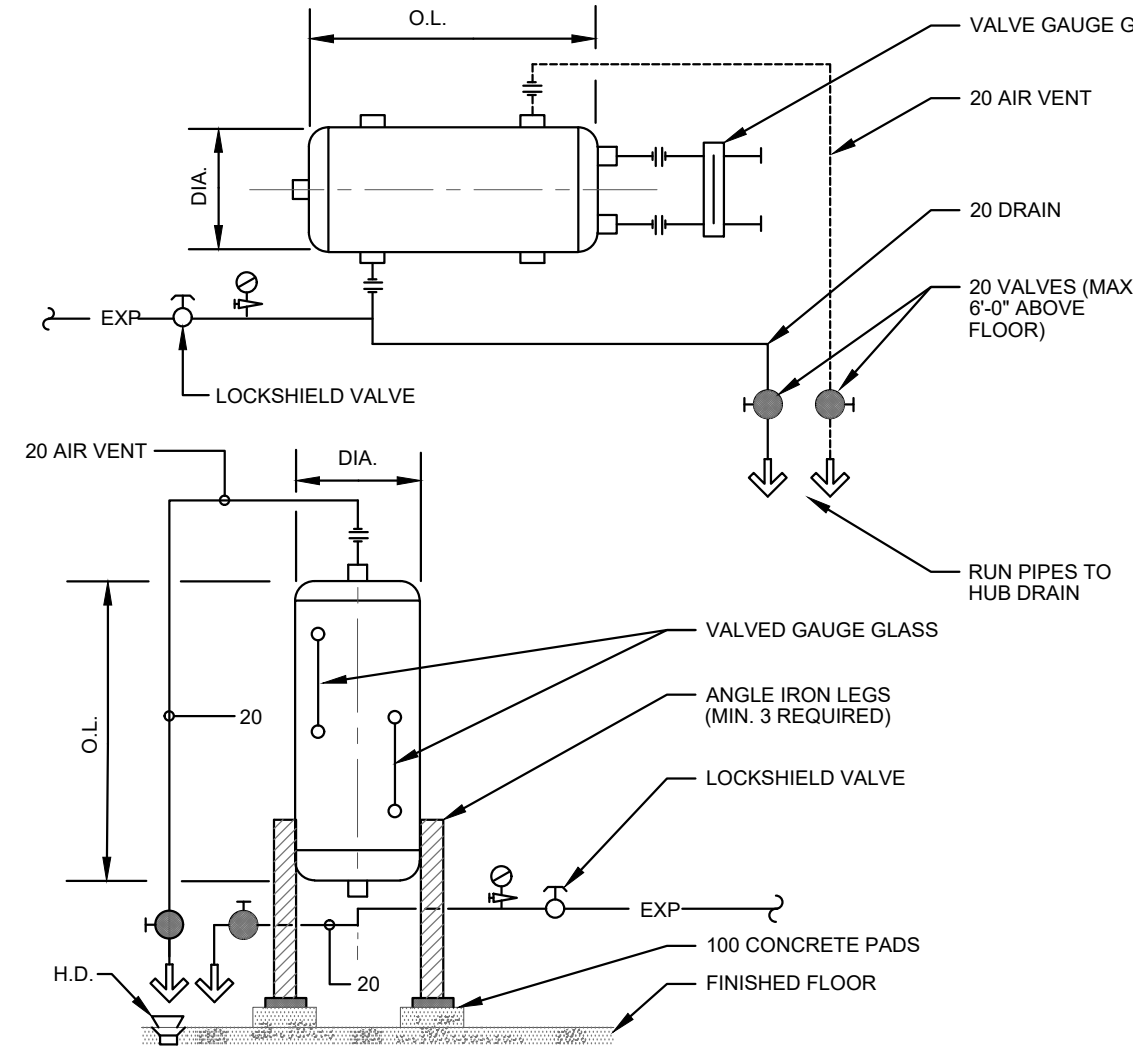 O.L.
VALVE GAUGE G
20 AIR VENT
DIA.
20 DRAIN
20 VALVES (MAX
6'-0" ABOVE
FLOOR)
EXP
LOCKSHIELD VALVE
20 AIR VENT
DIA.
RUN PIPES TO
HUB DRAIN
VALVED GAUGE GLASS
ANGLE IRON LEGS
(MIN. 3 REQUIRED)
O.L.
20
LOCKSHIELD VALVE
EXP
100 CONCRETE PADS
H.D.
20
FINISHED FLOOR